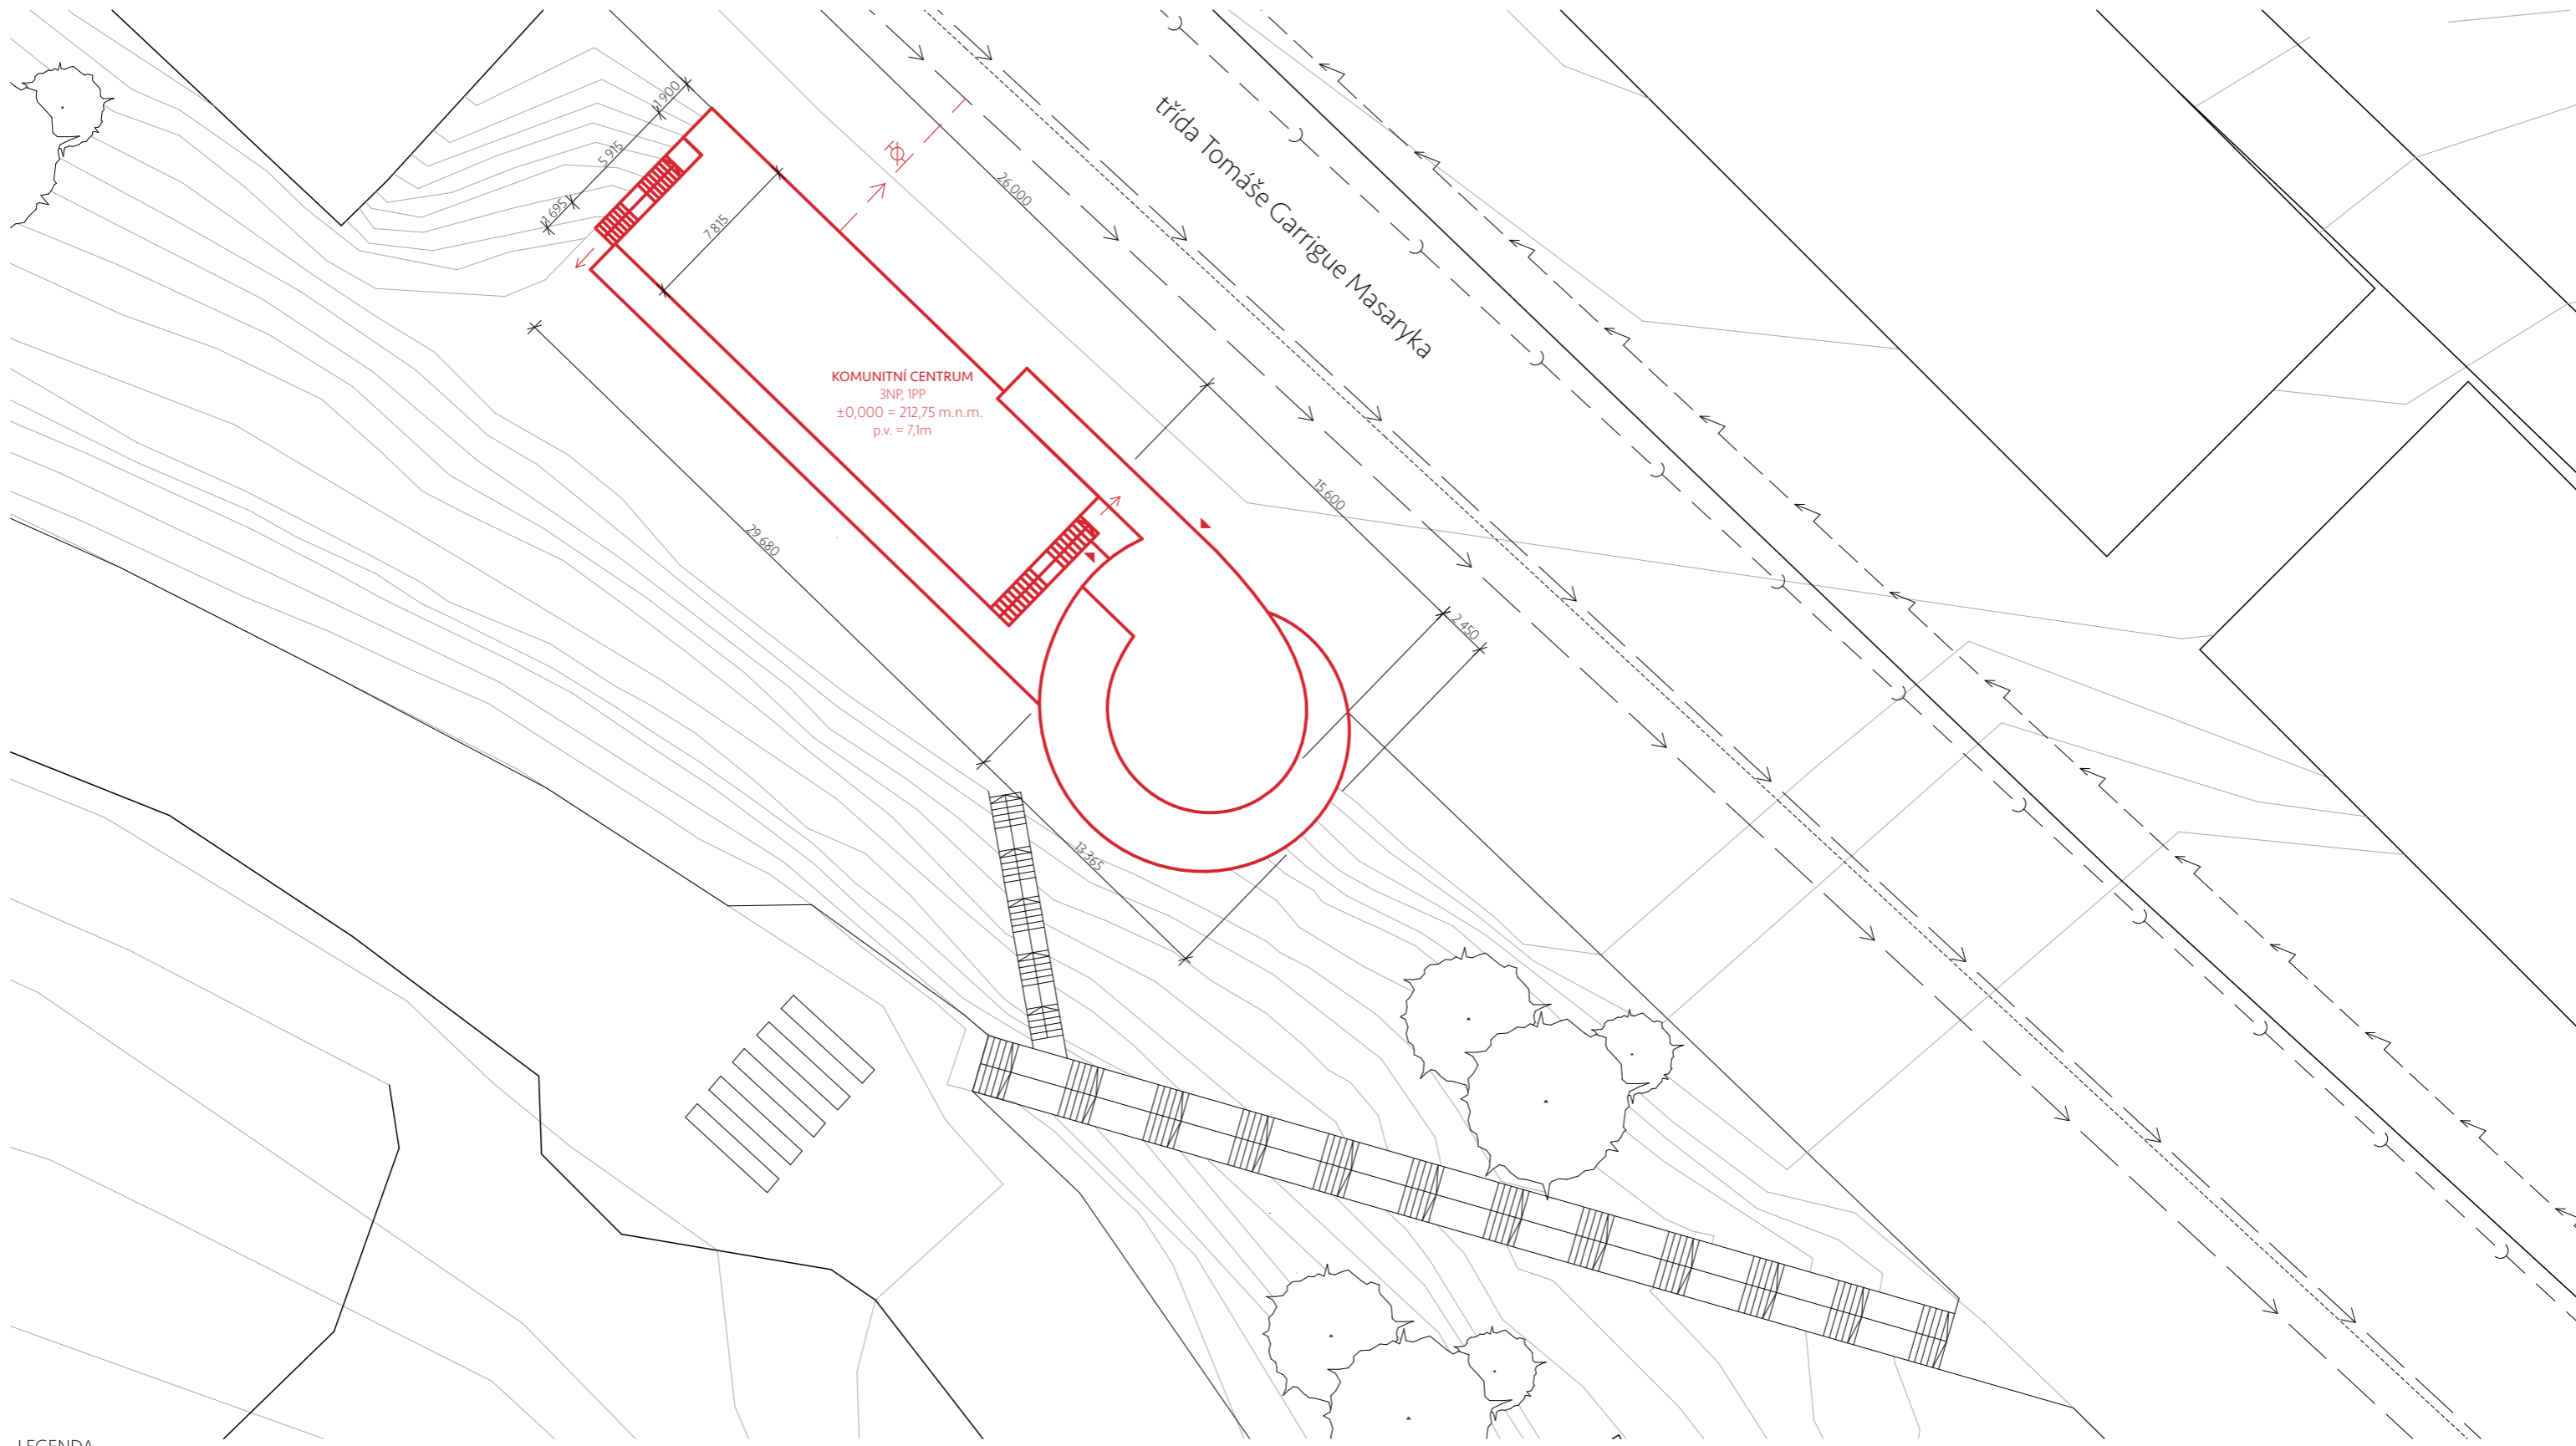 1 900
5 915
1 695
7 815
26 000
třída Tomáše Garrigue Masaryka
KOMUNITNÍ CENTRUM
3NP, 1PP
±0,000 = 212,75 m.n.m.
p.v. = 7,1m
15 600
29 680
2 450
13 365
LEGENDA